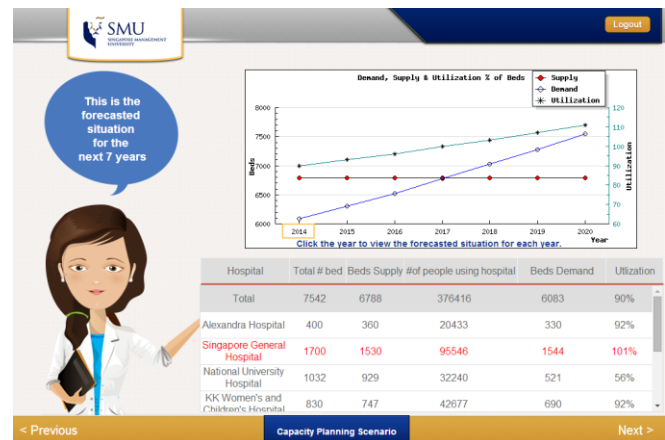 SMU
SINGAPORE MANAGEMENT
UNIVERSITY
Logout
This is the
forecasted
situation
for the
next 7 years
Demand, Supply & Utilization % of Beds
Supply
Demand
Utilization
8000
7500
7000
6500
6000
Beds
120
110
100
90
80
70
60
Utilization
2014 2015 2016 2017 2018 2019 2020
Year
Click the year to view the forecasted situation for each year.
Hospital Total # bed Beds Supply #of people using hospital Beds Demand Utlization
Total 7542 6788 376416 6083 90%
Alexandra Hospital 400 360 20433 330 92%
Singapore General
Hospital 1700 1530 95546 1544 101%
National University
Hospital 1032 929 32240 521 56%
KK Women's and
Children's Hospital 830 747 42677 690 92%
< Previous
Capacity Planning Scenario
Next >